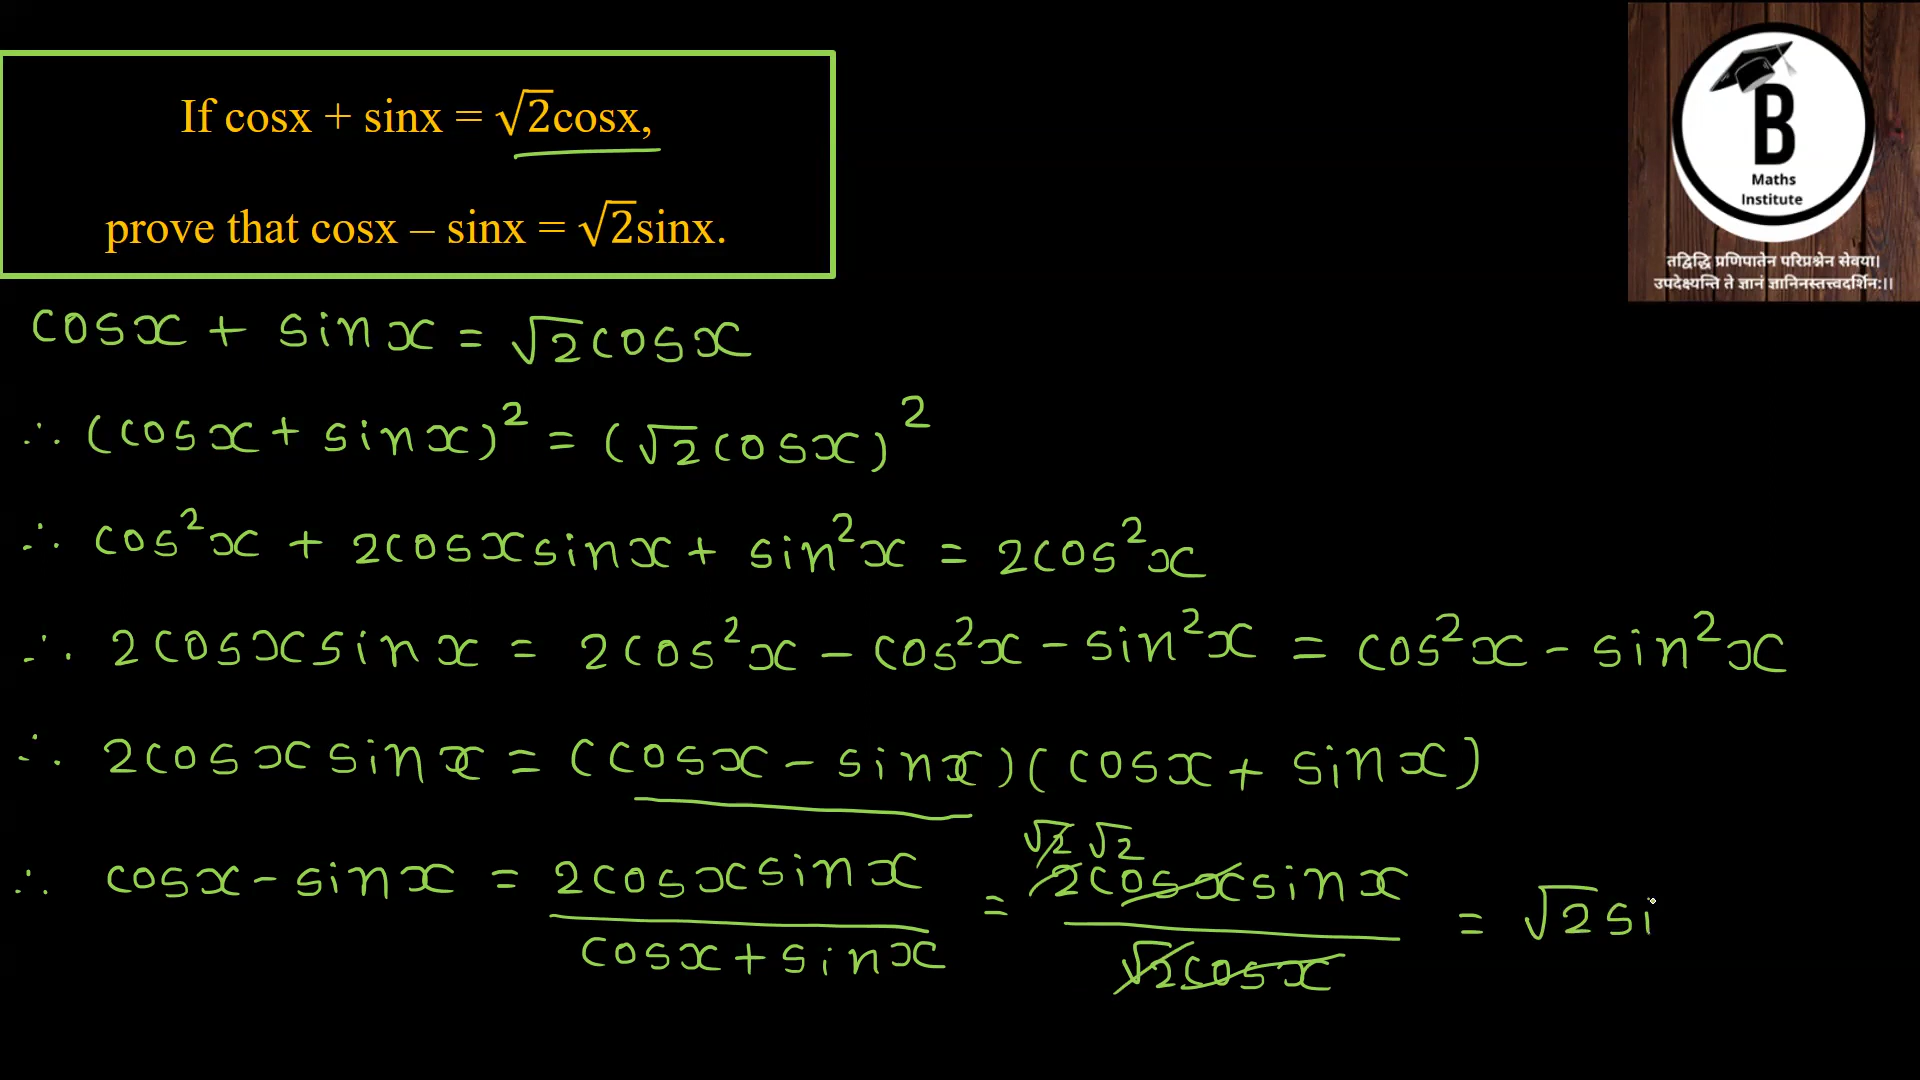 If cosx + sinx = √2cosx,
prove that cosx – sinx = √2sinx.
B
Maths
Institute
तद्विद्धि प्रणिपातेन परिप्रश्नेन सेवया।
उपदेक्ष्यन्ति ते ज्ञानं ज्ञानिनस्तत्त्वदर्शिन:।।
cosx + sinx = √2cosx
∴ (cosx + sinx)² = (√2cosx)²
∴ cos²x + 2cosxsinx + sin²x = 2cos²x
∴ 2cosxsinx = 2cos²x – cos²x – sin²x = cos²x – sin²x
∴ 2cosxsinx = (cosx – sinx)(cosx + sinx)
√2 √2
∴ cosx – sinx = 2cosxsinx = 2cosxsinx = √2si
cosx + sinx √2cosx